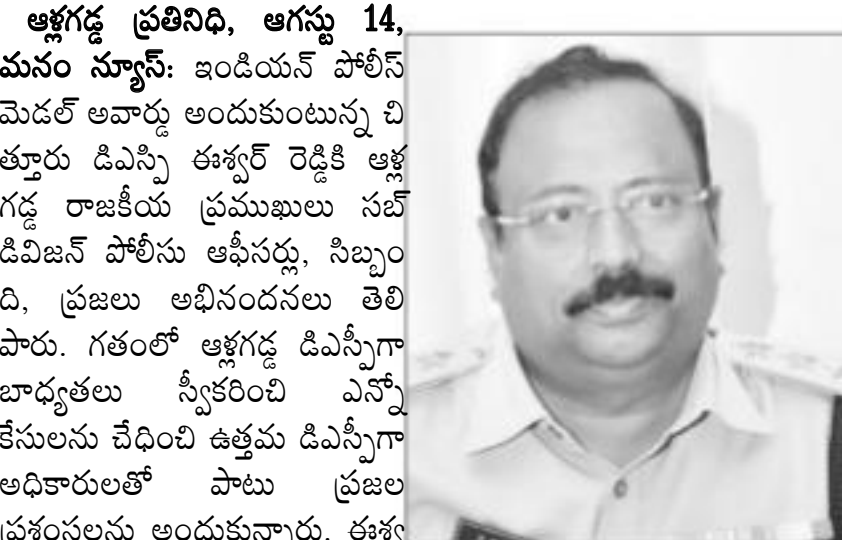 ఆళ్లగడ్డ ప్రతినిధి, ఆగస్టు 14,
మనం న్యూస్: ఇండియన్ పోలీస్
మెడల్ అవార్డు అందుకుంటున్న చి
త్తూరు డిఎస్పి ఈశ్వర్ రెడ్డికి ఆళ్ల
గడ్డ రాజకీయ ప్రముఖులు సబ్
డివిజన్ పోలీసు ఆఫీసర్లు, సిబ్బం
ది, ప్రజలు అభినందనలు తెలి
పారు. గతంలో ఆళ్లగడ్డ డిఎస్పీగా
బాధ్యతలు స్వీకరించి ఎన్నో
కేసులను చేధించి ఉత్తమ డిఎస్పీగా
అధికారులతో పాటు ప్రజల
ప్రశంసలను అందుకున్నారు. ఈశ్వ